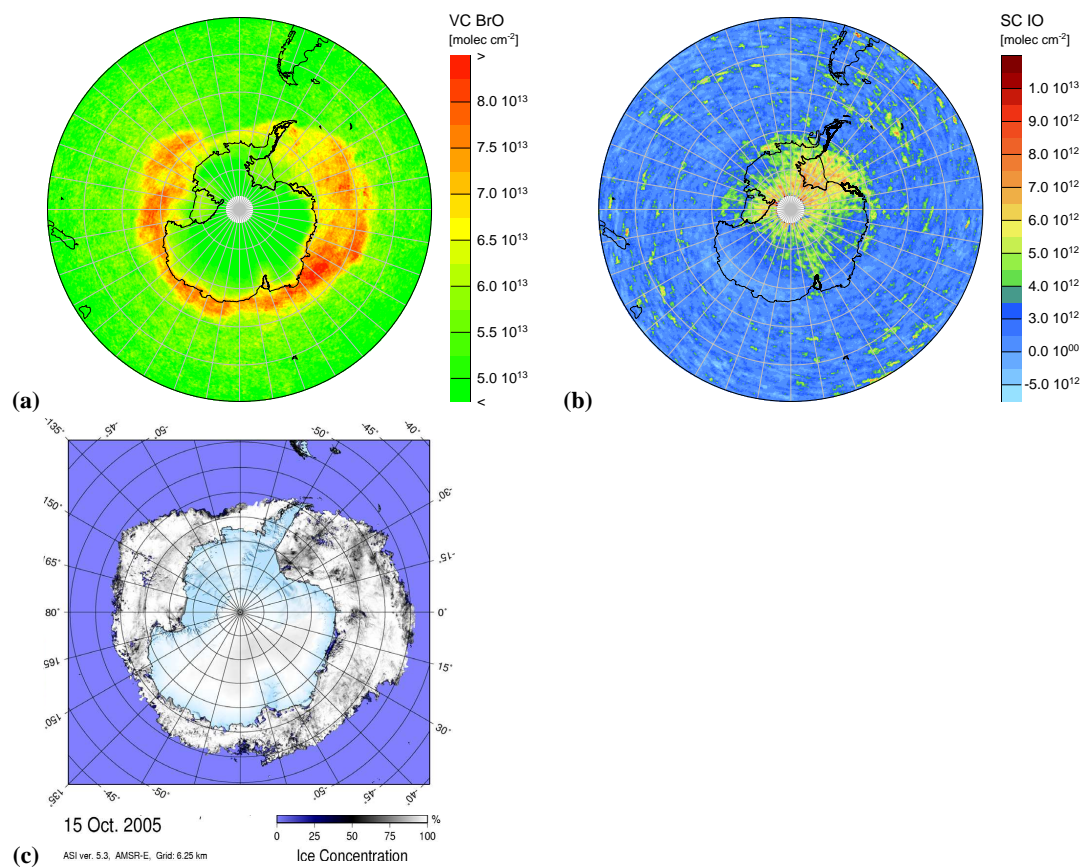 VC BrO
[molec cm-2]
>
8.0 10¹³
7.5 10¹³
7.0 10¹³
6.5 10¹³
6.0 10¹³
5.5 10¹³
5.0 10¹³
<
(a)
SC IO
[molec cm-2]
1.0 10¹³
9.0 10¹²
8.0 10¹²
7.0 10¹²
6.0 10¹²
5.0 10¹²
4.0 10¹²
3.0 10¹²
0.0 10⁰⁰
-5.0 10¹²
(b)
-135° -45° -50° -50° -45° -40°
150° -30°
165° -15°
80° 0°
165 15°
150° 30°
135° -45° -50° -50° -45° -40°
15 Oct. 2005
%
0 25 50 75 100
Ice Concentration
ASI ver. 5.3, AMSR-E, Grid: 6.25 km
(c)